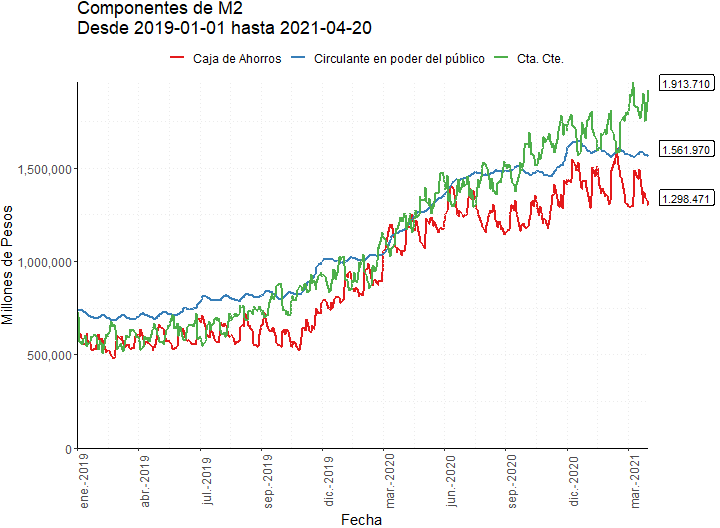 Componentes de M2
Desde 2019-01-01 hasta 2021-04-20
Caja de Ahorros Circulante en poder del público Cta. Cte.
Millones de Pesos
1.913.710
1.561.970
1.298.471
1,500,000
1,000,000
500,000
0
ene.-2019
abr.-2019
jul.-2019
sep.-2019
dic.-2019
mar.-2020
jun.-2020
sep.-2020
dic.-2020
mar.-2021
Fecha